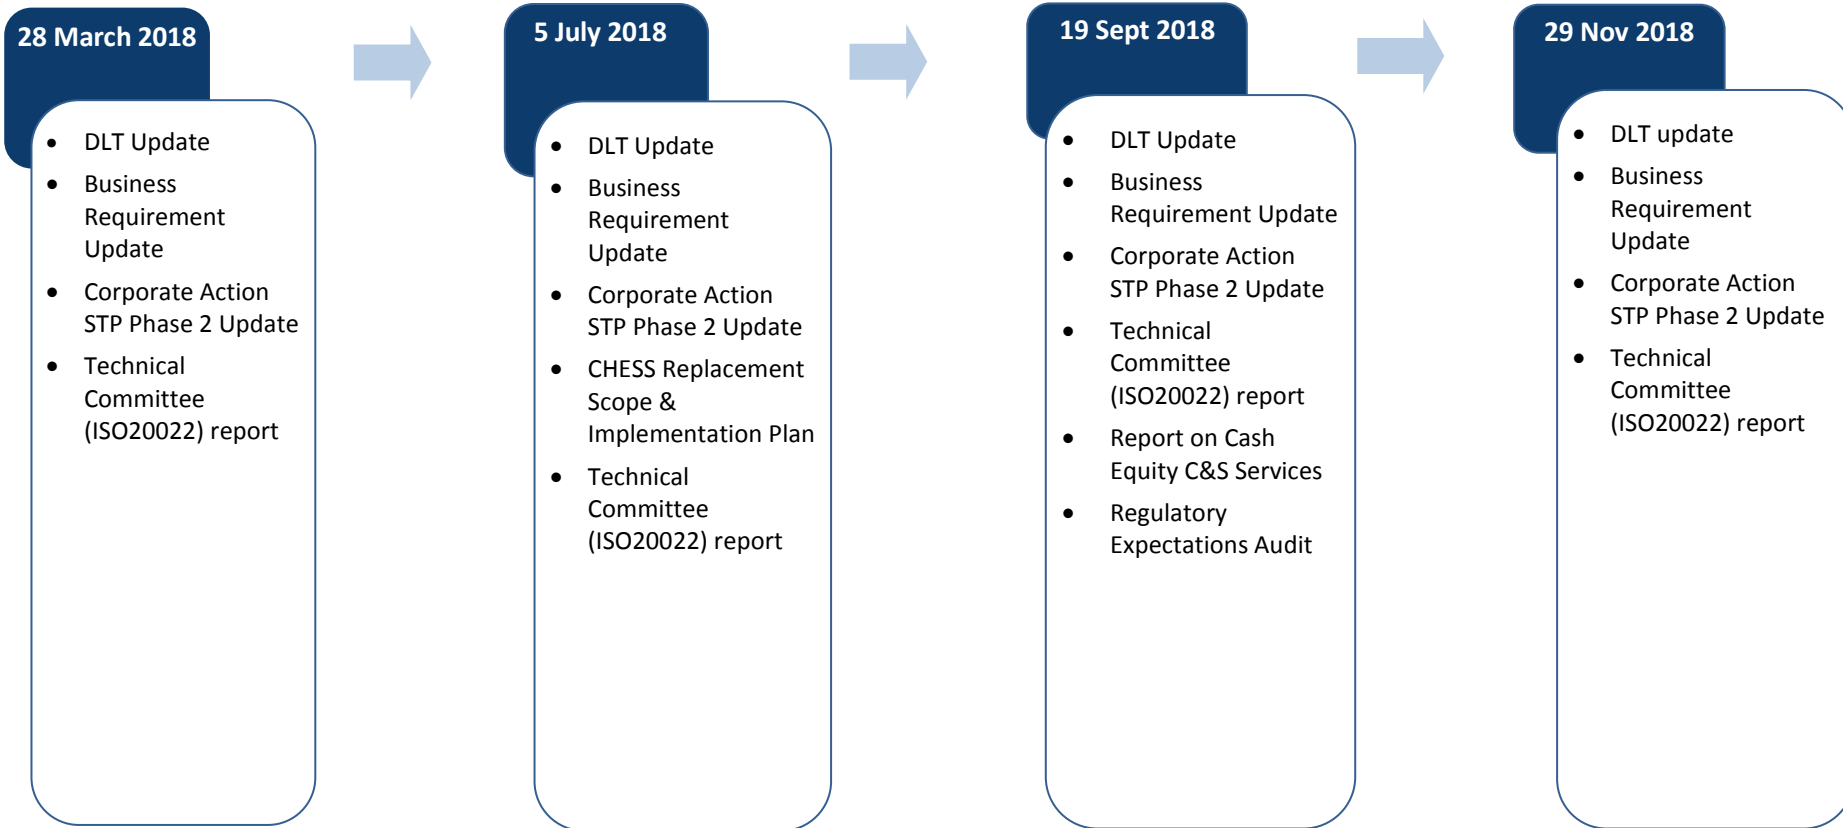 28 March 2018
DLT Update
Business
Requirement
Update
Corporate Action
STP Phase 2 Update
Technical
Committee
(ISO20022) report
5 July 2018
DLT Update
Business
Requirement
Update
Corporate Action
STP Phase 2 Update
CHESS Replacement
Scope &
Implementation Plan
Technical
Committee
(ISO20022) report
19 Sept 2018
DLT Update
Business
Requirement Update
Corporate Action
STP Phase 2 Update
Technical
Committee
(ISO20022) report
Report on Cash
Equity C&S Services
Regulatory
Expectations Audit
29 Nov 2018
DLT update
Business
Requirement
Update
Corporate Action
STP Phase 2 Update
Technical
Committee
(ISO20022) report